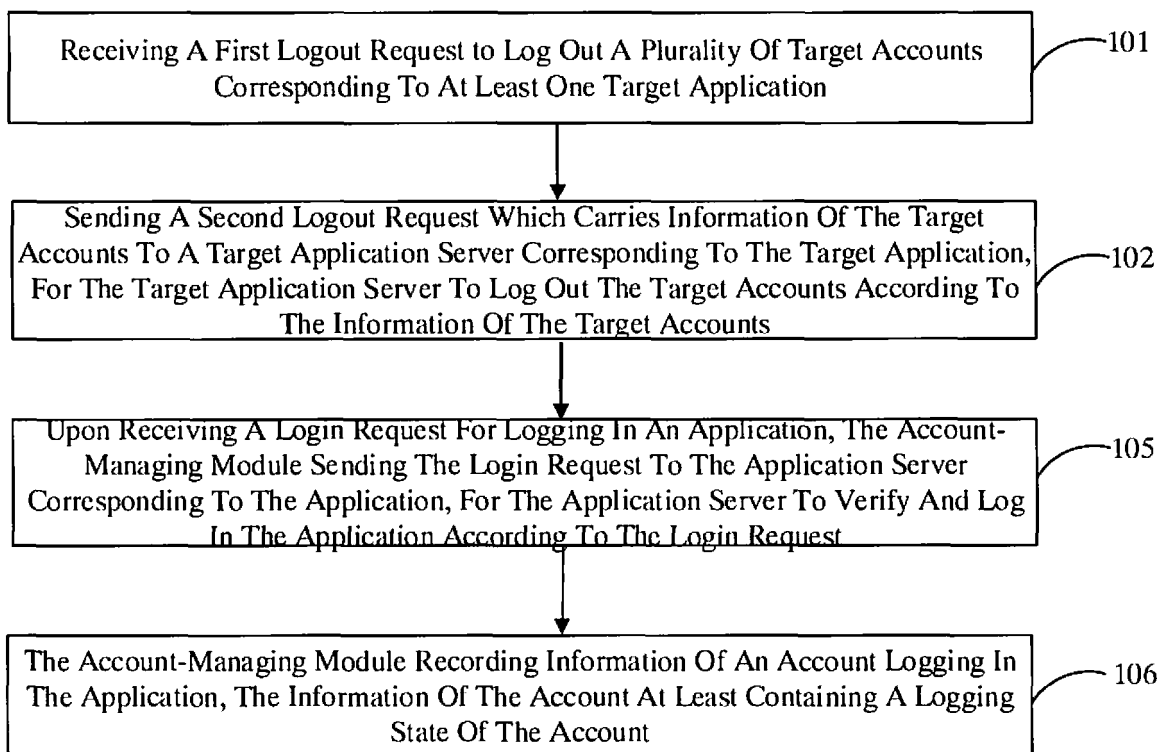 Receiving A First Logout Request to Log Out A Plurality Of Target Accounts
Corresponding To At Least One Target Application
101
Sending A Second Logout Request Which Carries Information Of The Target
Accounts To A Target Application Server Corresponding To The Target Application,
For The Target Application Server To Log Out The Target Accounts According To
The Information Of The Target Accounts
102
Upon Receiving A Login Request For Logging In An Application, The Account-
Managing Module Sending The Login Request To The Application Server
Corresponding To The Application, For The Application Server To Verify And Log
In The Application According To The Login Request
105
The Account-Managing Module Recording Information Of An Account Logging In
The Application, The Information Of The Account At Least Containing A Logging
State Of The Account
106